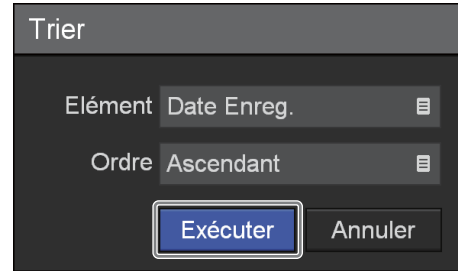 Trier
Elément Date Enreg.
Ordre Ascendant
Exécuter Annuler